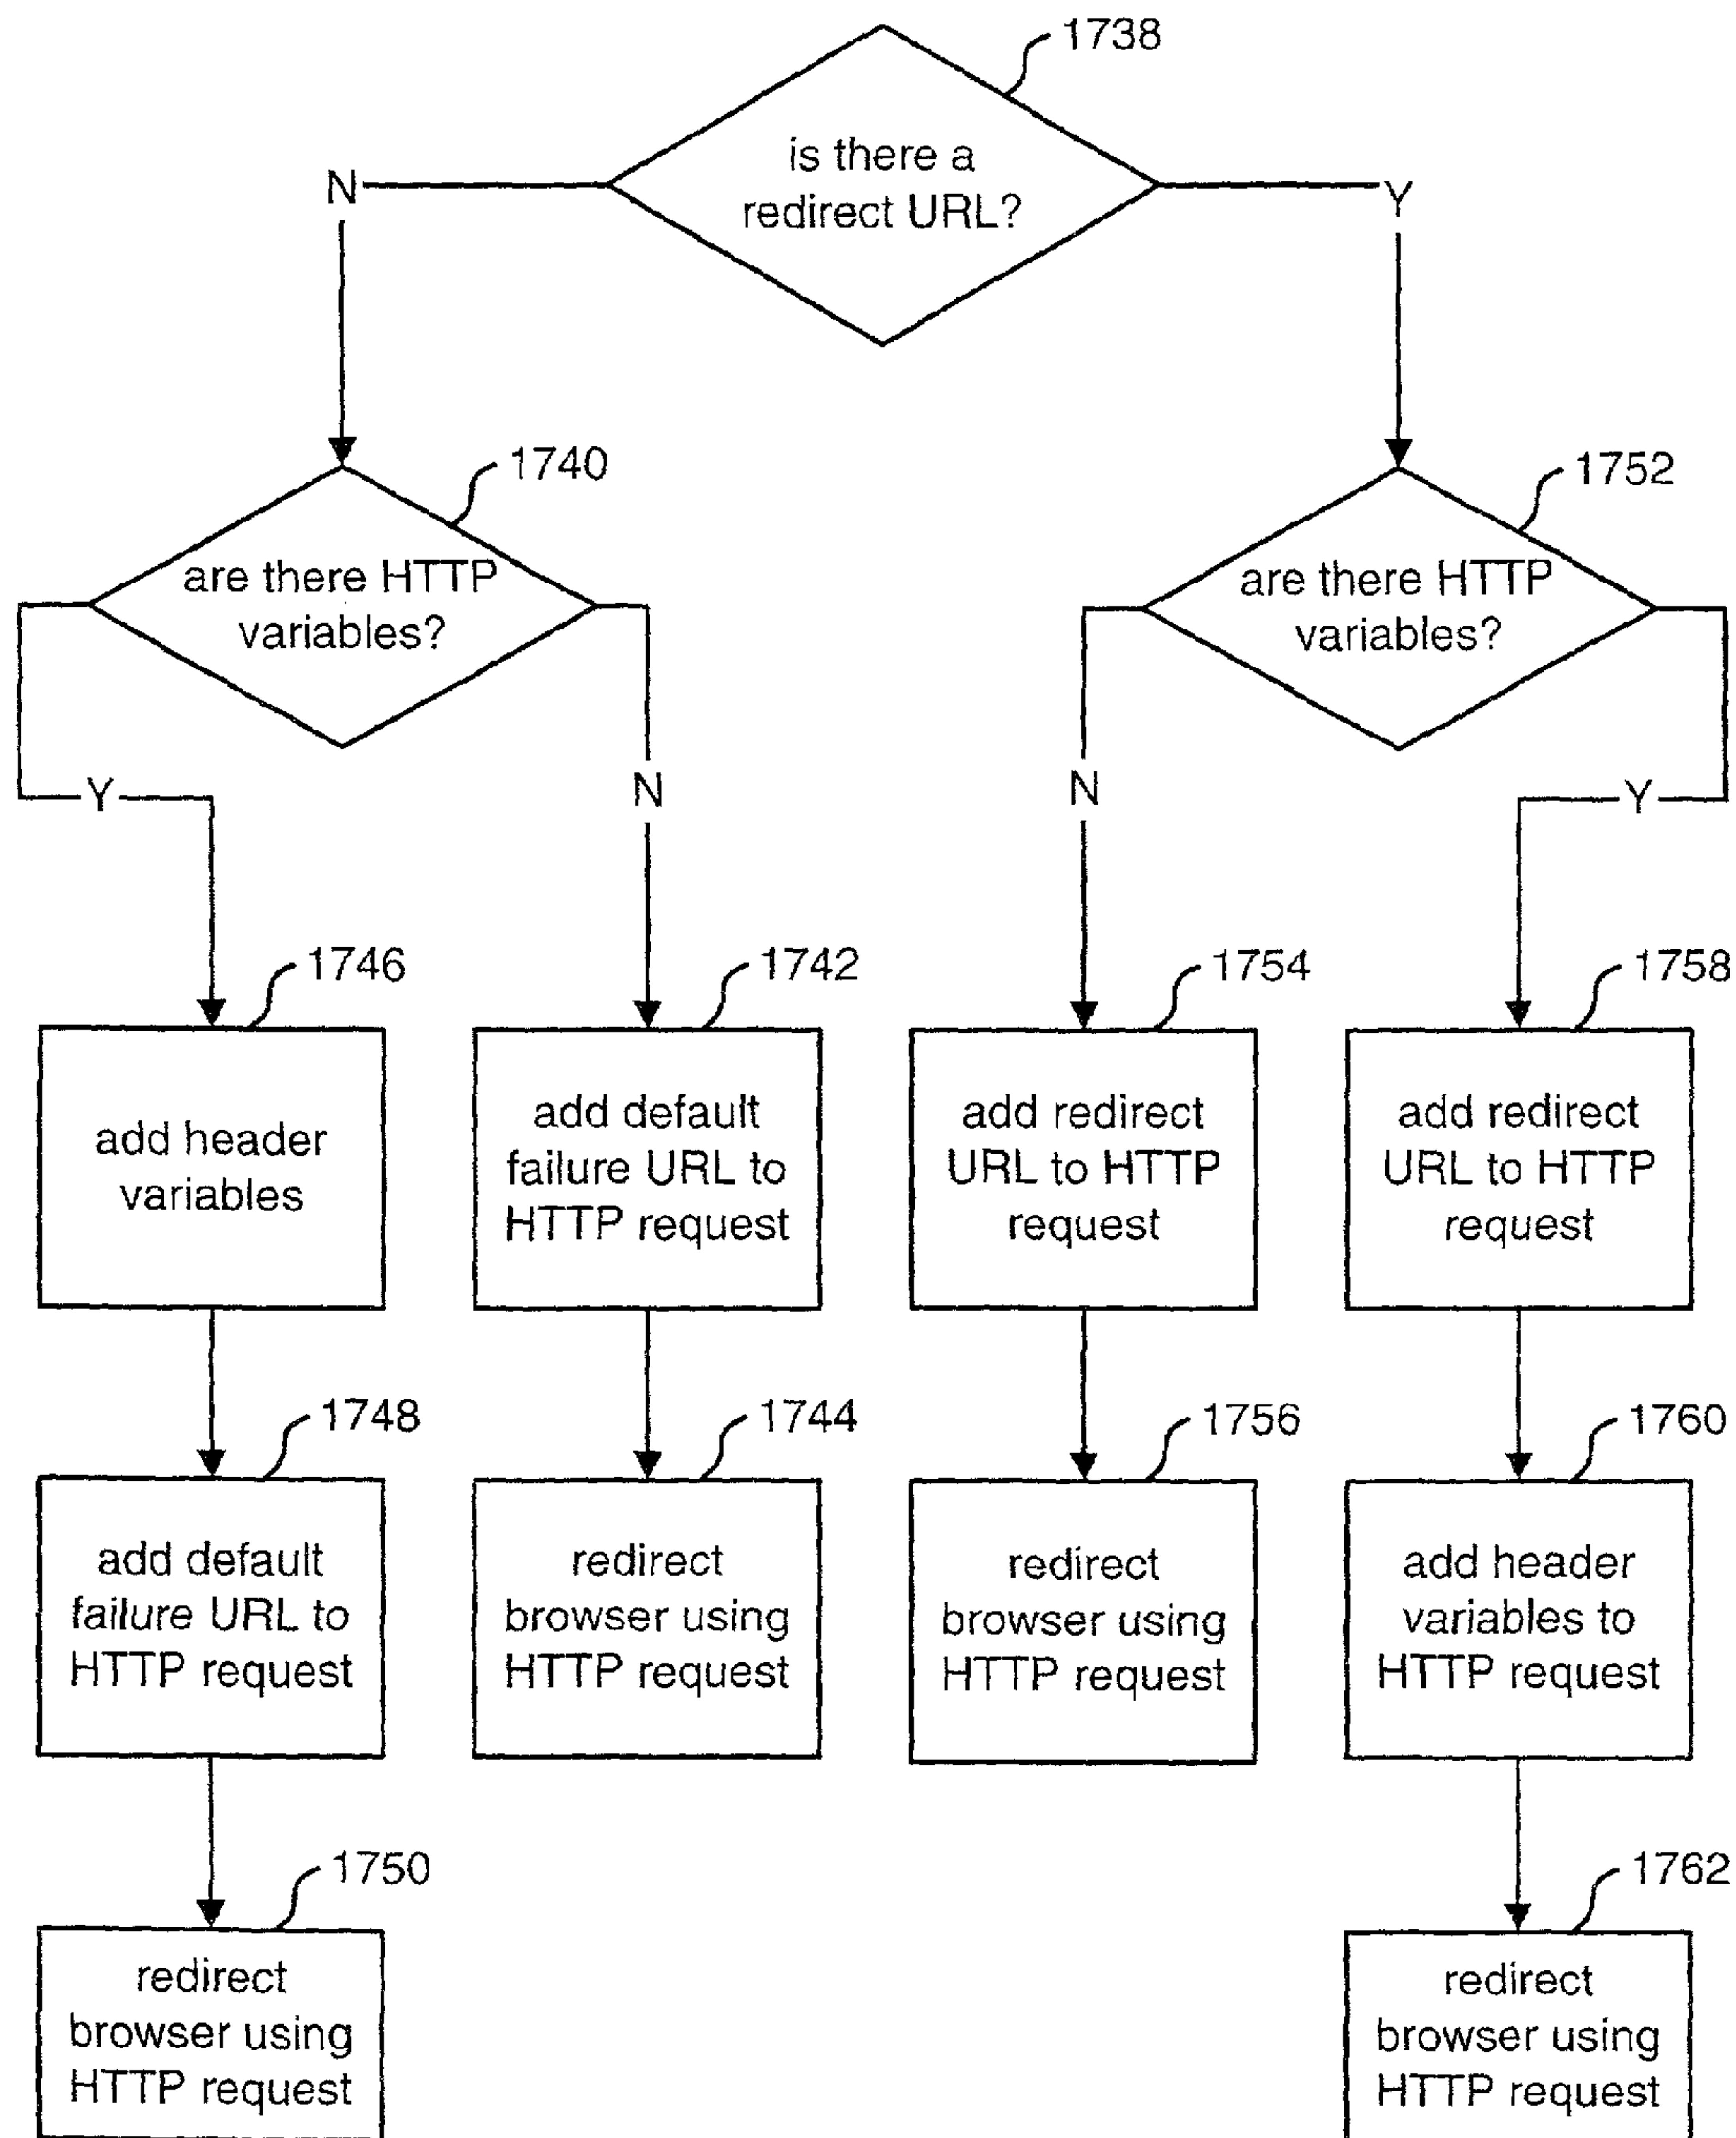 1738
is there a
redirect URL?
N
Y
1740
are there HTTP
variables?
1752
are there HTTP
variables?
Y
N
N
Y
1746
add header
variables
1742
add default
failure URL to
HTTP request
1754
add redirect
URL to HTTP
request
1758
add redirect
URL to HTTP
request
1748
add default
failure URL to
HTTP request
1744
redirect
browser using
HTTP request
1756
redirect
browser using
HTTP request
1760
add header
variables to
HTTP request
1750
redirect
browser using
HTTP request
1762
redirect
browser using
HTTP request